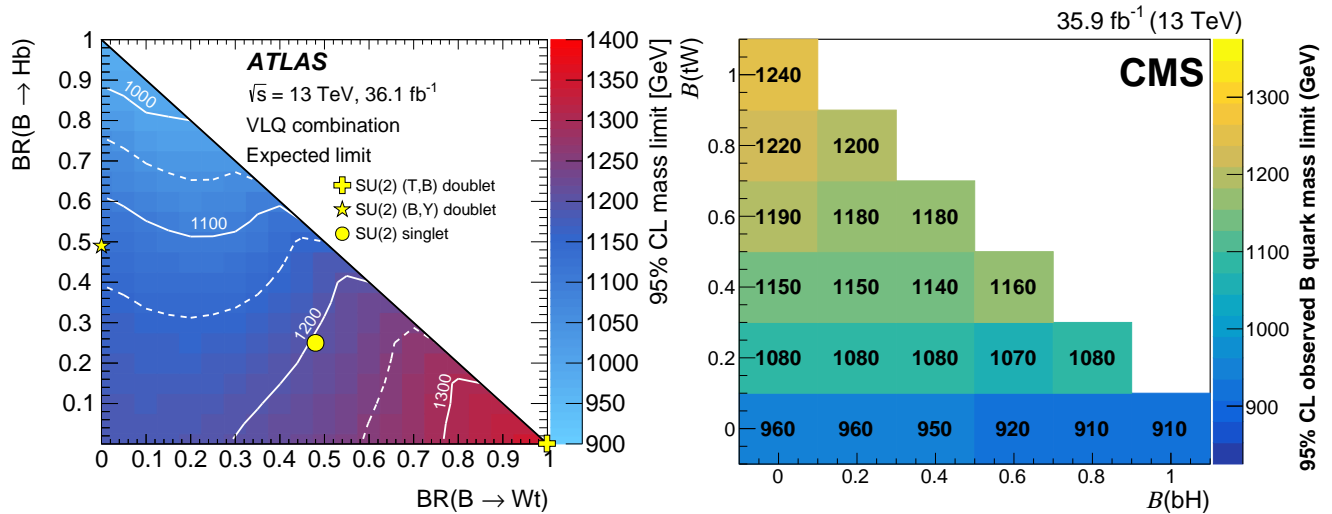 BR(B → Hb)
1
0.9
0.8
0.7
0.6
0.5
0.4
0.3
0.2
0.1
ATLAS
√s = 13 TeV, 36.1 fb⁻¹
VLQ combination
Expected limit
SU(2) (T,B) doublet
SU(2) (B,Y) doublet
SU(2) singlet
1000
1100
1200
1300
0 0.1 0.2 0.3 0.4 0.5 0.6 0.7 0.8 0.9 1
BR(B → Wt)
1400
1350
1300
1250
1200
1150
1100
1050
1000
950
900
95% CL mass limit [GeV]
35.9 fb⁻¹ (13 TeV)
CMS
B(tW)
1
0.8
0.6
0.4
0.2
0
1240
1220 1200
1190 1180 1180
1150 1150 1140 1160
1080 1080 1080 1070 1080
960 960 950 920 910 910
0 0.2 0.4 0.6 0.8 1
B(bH)
1300
1200
1100
1000
900
95% CL observed B quark mass limit (GeV)